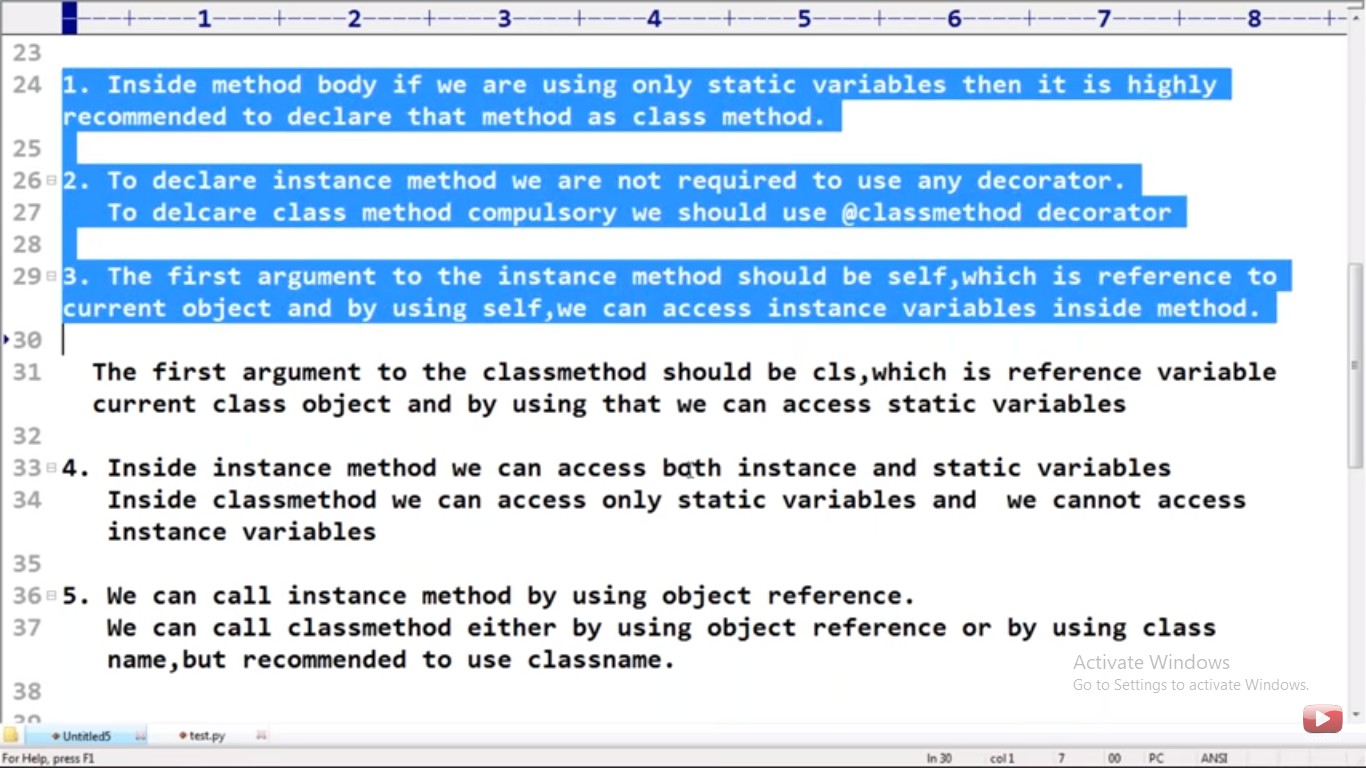 1 2 3 4 5 6 7 8
23
24 1. Inside method body if we are using only static variables then it is highly
recommended to declare that method as class method.
25
26 2. To declare instance method we are not required to use any decorator.
27 To delcare class method compulsory we should use @classmethod decorator
28
29 3. The first argument to the instance method should be self,which is reference to
current object and by using self,we can access instance variables inside method.
30
31 The first argument to the classmethod should be cls,which is reference variable
current class object and by using that we can access static variables
32
33 4. Inside instance method we can access both instance and static variables
34 Inside classmethod we can access only static variables and  we cannot access
instance variables
35
36 5. We can call instance method by using object reference.
37 We can call classmethod either by using object reference or by using class
name,but recommended to use classname.
Activate Windows
Go to Settings to activate Windows.
38
Untitled5 test.py
For Help, press F1 ln 30 col 1 7 00 PC ANSI